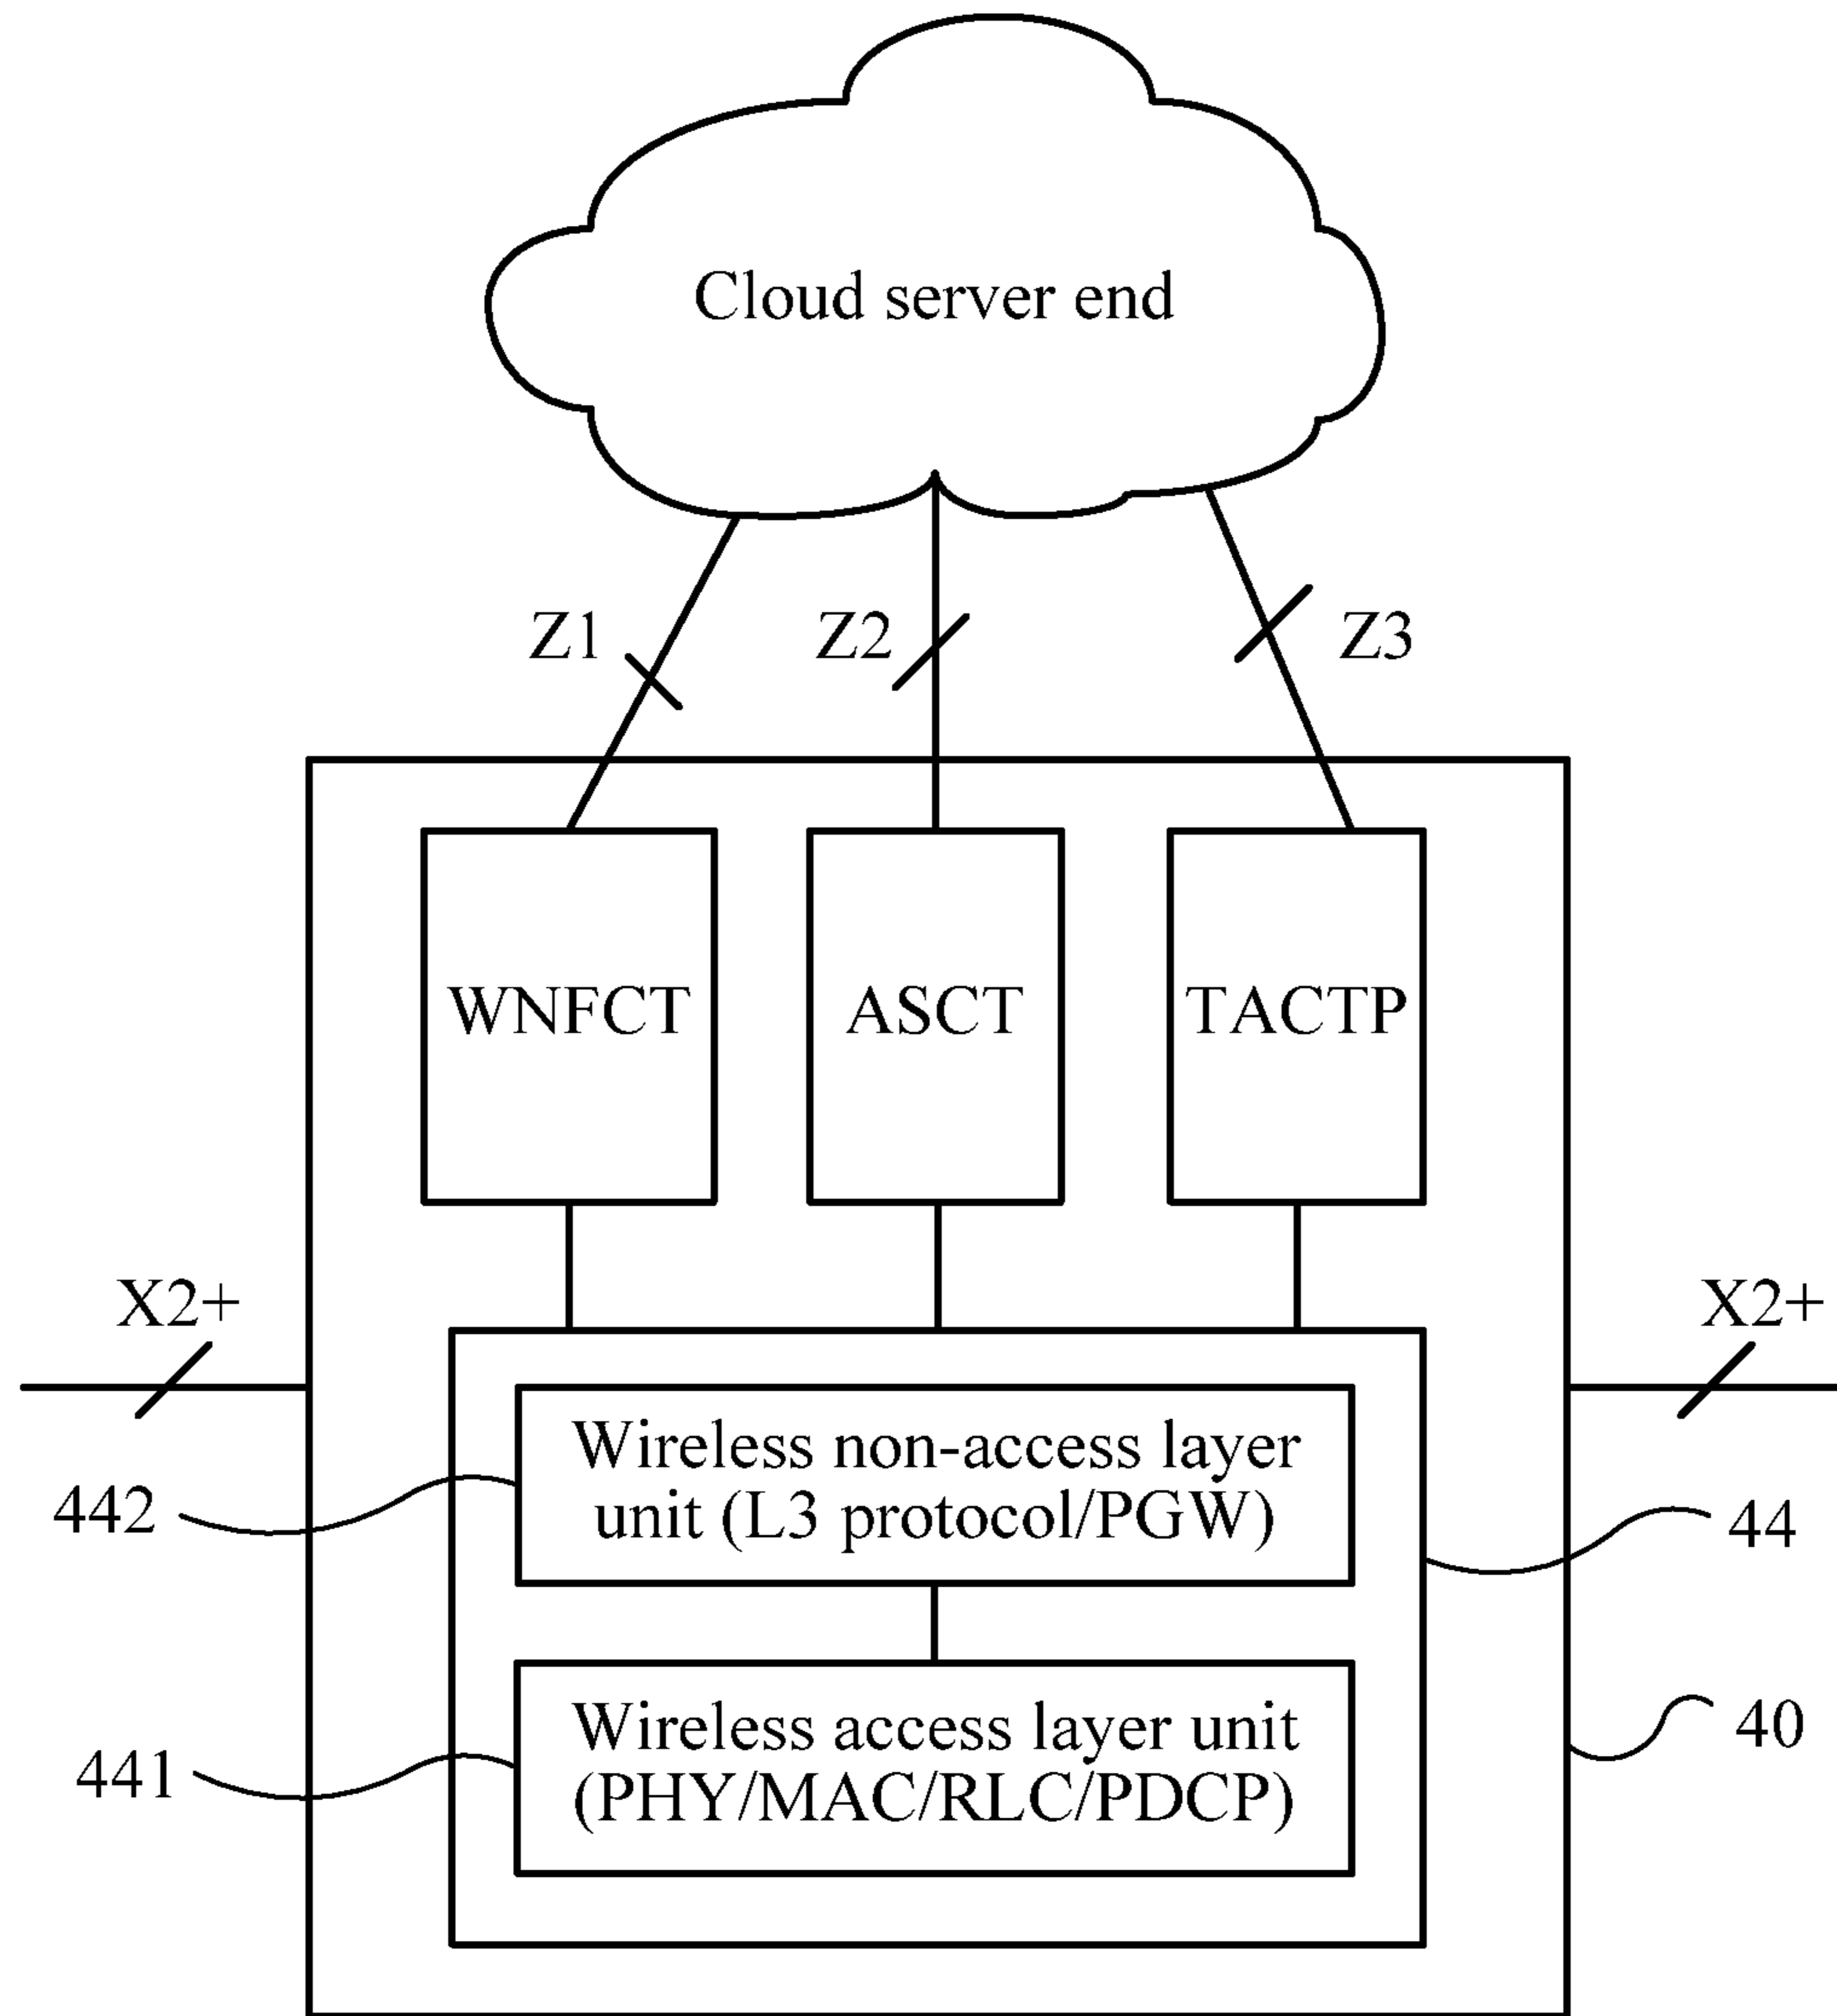 Cloud server end
Z1
Z2
Z3
WNFCT
ASCT
TACTP
X2+
X2+
Wireless non-access layer
unit (L3 protocol/PGW)
442
44
Wireless access layer unit
(PHY/MAC/RLC/PDCP)
441
40